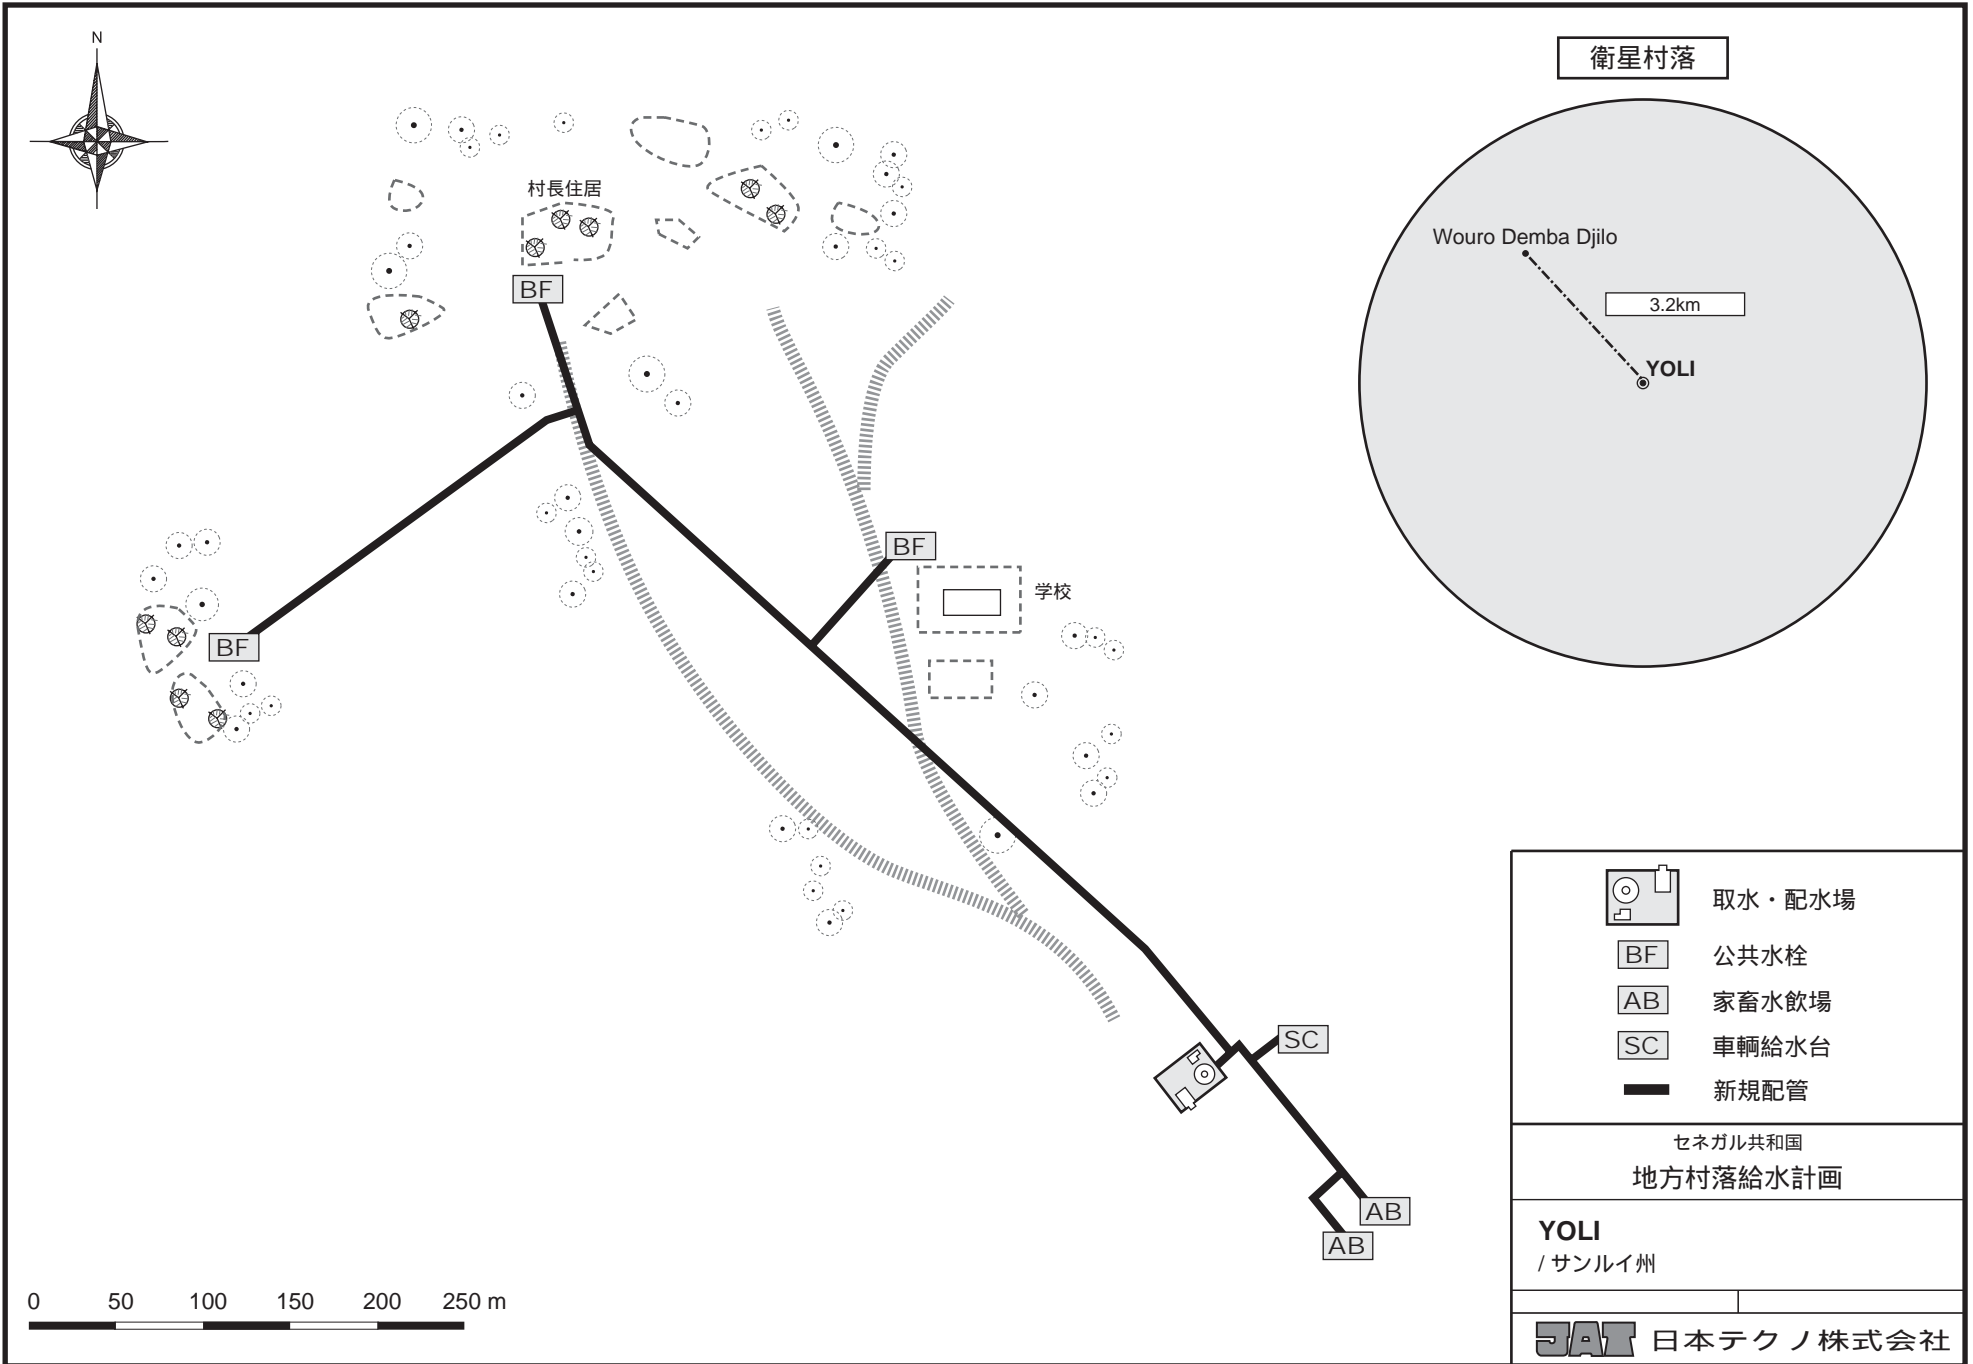 N
衛星村落
村長住居
Wouro Demba Djilo
BF
3.2km
YOLI
BF
学校
BF
取水・配水場
BF 公共水栓
AB 家畜水飲場
SC 車輌給水台
新規配管
SC
セネガル共和国
地方村落給水計画
AB
AB
YOLI
/ サンルイ州
0 50 100 150 200 250 m
JAT 日本テクノ株式会社